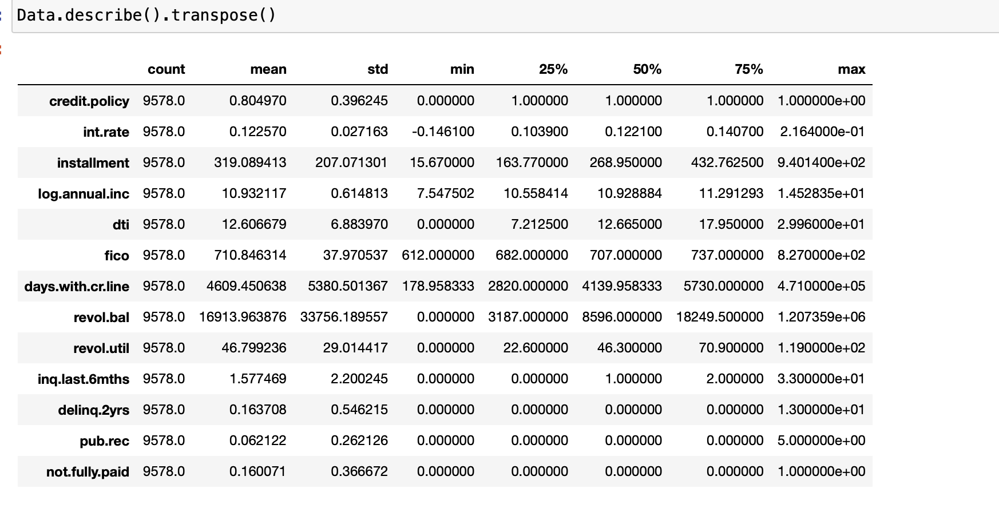 Data.describe().transpose()
count mean std min 25% 50% 75% max
credit.policy 9578.0 0.804970 0.396245 0.000000 1.000000 1.000000 1.000000 1.000000e+00
int.rate 9578.0 0.122570 0.027163 -0.146100 0.103900 0.122100 0.140700 2.164000e-01
installment 9578.0 319.089413 207.071301 15.670000 163.770000 268.950000 432.762500 9.401400e+02
log.annual.inc 9578.0 10.932117 0.614813 7.547502 10.558414 10.928884 11.291293 1.452835e+01
dti 9578.0 12.606679 6.883970 0.000000 7.212500 12.665000 17.950000 2.996000e+01
fico 9578.0 710.846314 37.970537 612.000000 682.000000 707.000000 737.000000 8.270000e+02
days.with.cr.line 9578.0 4609.450638 5380.501367 178.958333 2820.000000 4139.958333 5730.000000 4.710000e+05
revol.bal 9578.0 16913.963876 33756.189557 0.000000 3187.000000 8596.000000 18249.500000 1.207359e+06
revol.util 9578.0 46.799236 29.014417 0.000000 22.600000 46.300000 70.900000 1.190000e+02
inq.last.6mths 9578.0 1.577469 2.200245 0.000000 0.000000 1.000000 2.000000 3.300000e+01
delinq.2yrs 9578.0 0.163708 0.546215 0.000000 0.000000 0.000000 0.000000 1.300000e+01
pub.rec 9578.0 0.062122 0.262126 0.000000 0.000000 0.000000 0.000000 5.000000e+00
not.fully.paid 9578.0 0.160071 0.366672 0.000000 0.000000 0.000000 0.000000 1.000000e+00